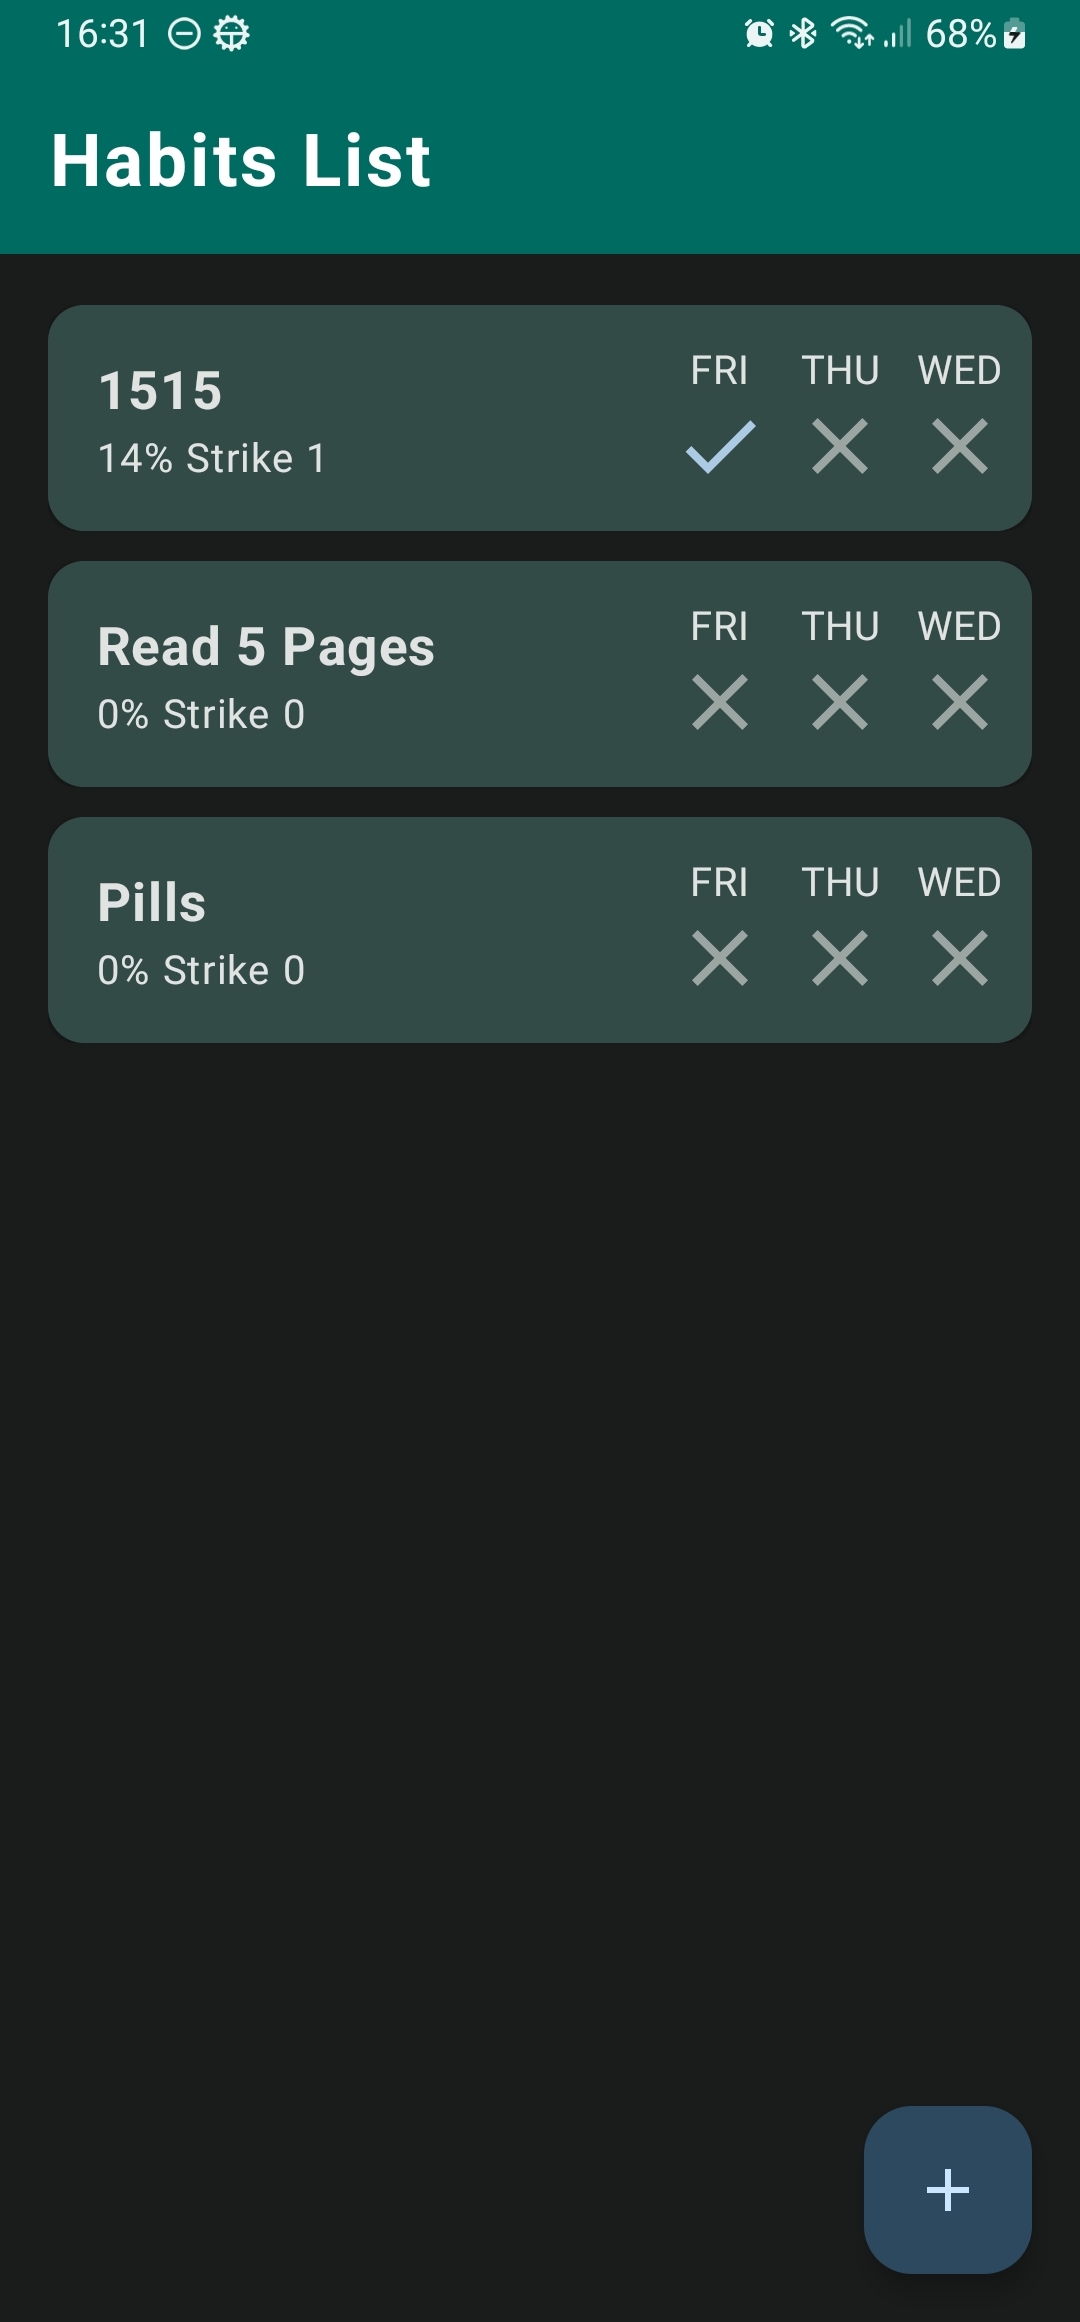 16:31 68%
Habits List
1515
14% Strike 1
FRI THU WED
Read 5 Pages
0% Strike 0
FRI THU WED
Pills
0% Strike 0
FRI THU WED